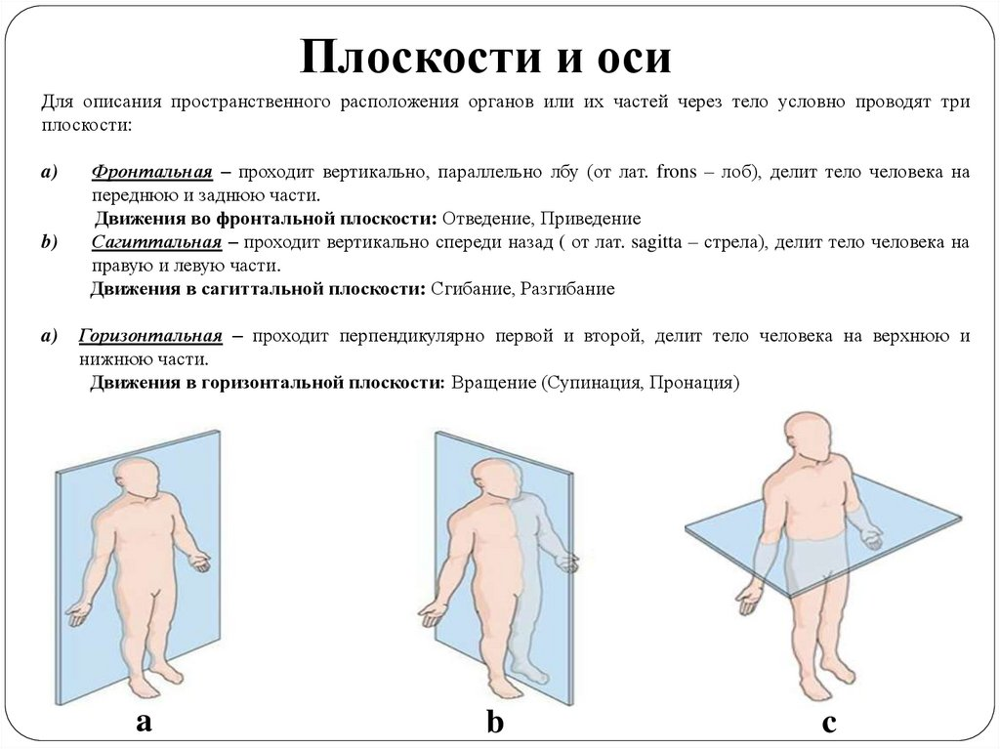 Плоскости и оси
Для описания пространственного расположения органов или их частей через тело условно проводят три
плоскости:
a) Фронтальная – проходит вертикально, параллельно лбу (от лат. frons – лоб), делит тело человека на
переднюю и заднюю части.
Движения во фронтальной плоскости: Отведение, Приведение
b) Сагиттальная – проходит вертикально спереди назад ( от лат. sagitta – стрела), делит тело человека на
правую и левую части.
Движения в сагиттальной плоскости: Сгибание, Разгибание
a) Горизонтальная – проходит перпендикулярно первой и второй, делит тело человека на верхнюю и
нижнюю части.
Движения в горизонтальной плоскости: Вращение (Супинация, Пронация)
a b c